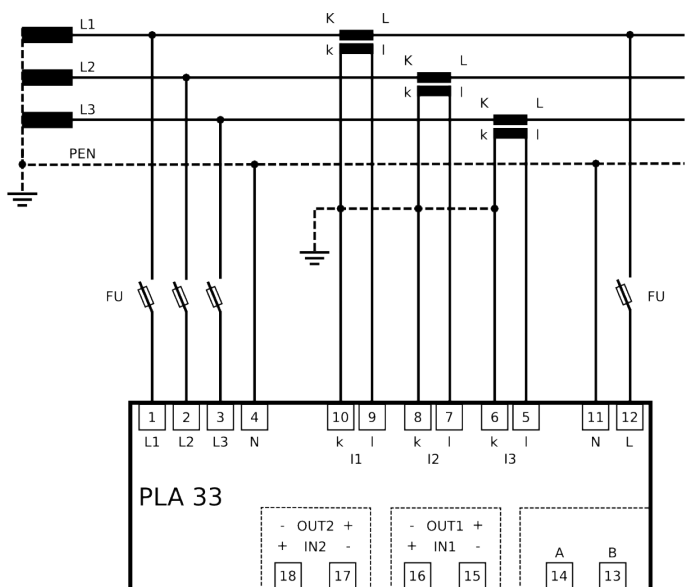 L1
K L
k l
L2
K L
k l
L3
K L
k l
PEN
FU FU
1 2 3 4 10 9 8 7 6 5 11 12
L1 L2 L3 N k l k l k l N L
I1 I2 I3
PLA 33
- OUT2 + - OUT1 +
+ IN2 - + IN1 -
A B
18 17 16 15 14 13